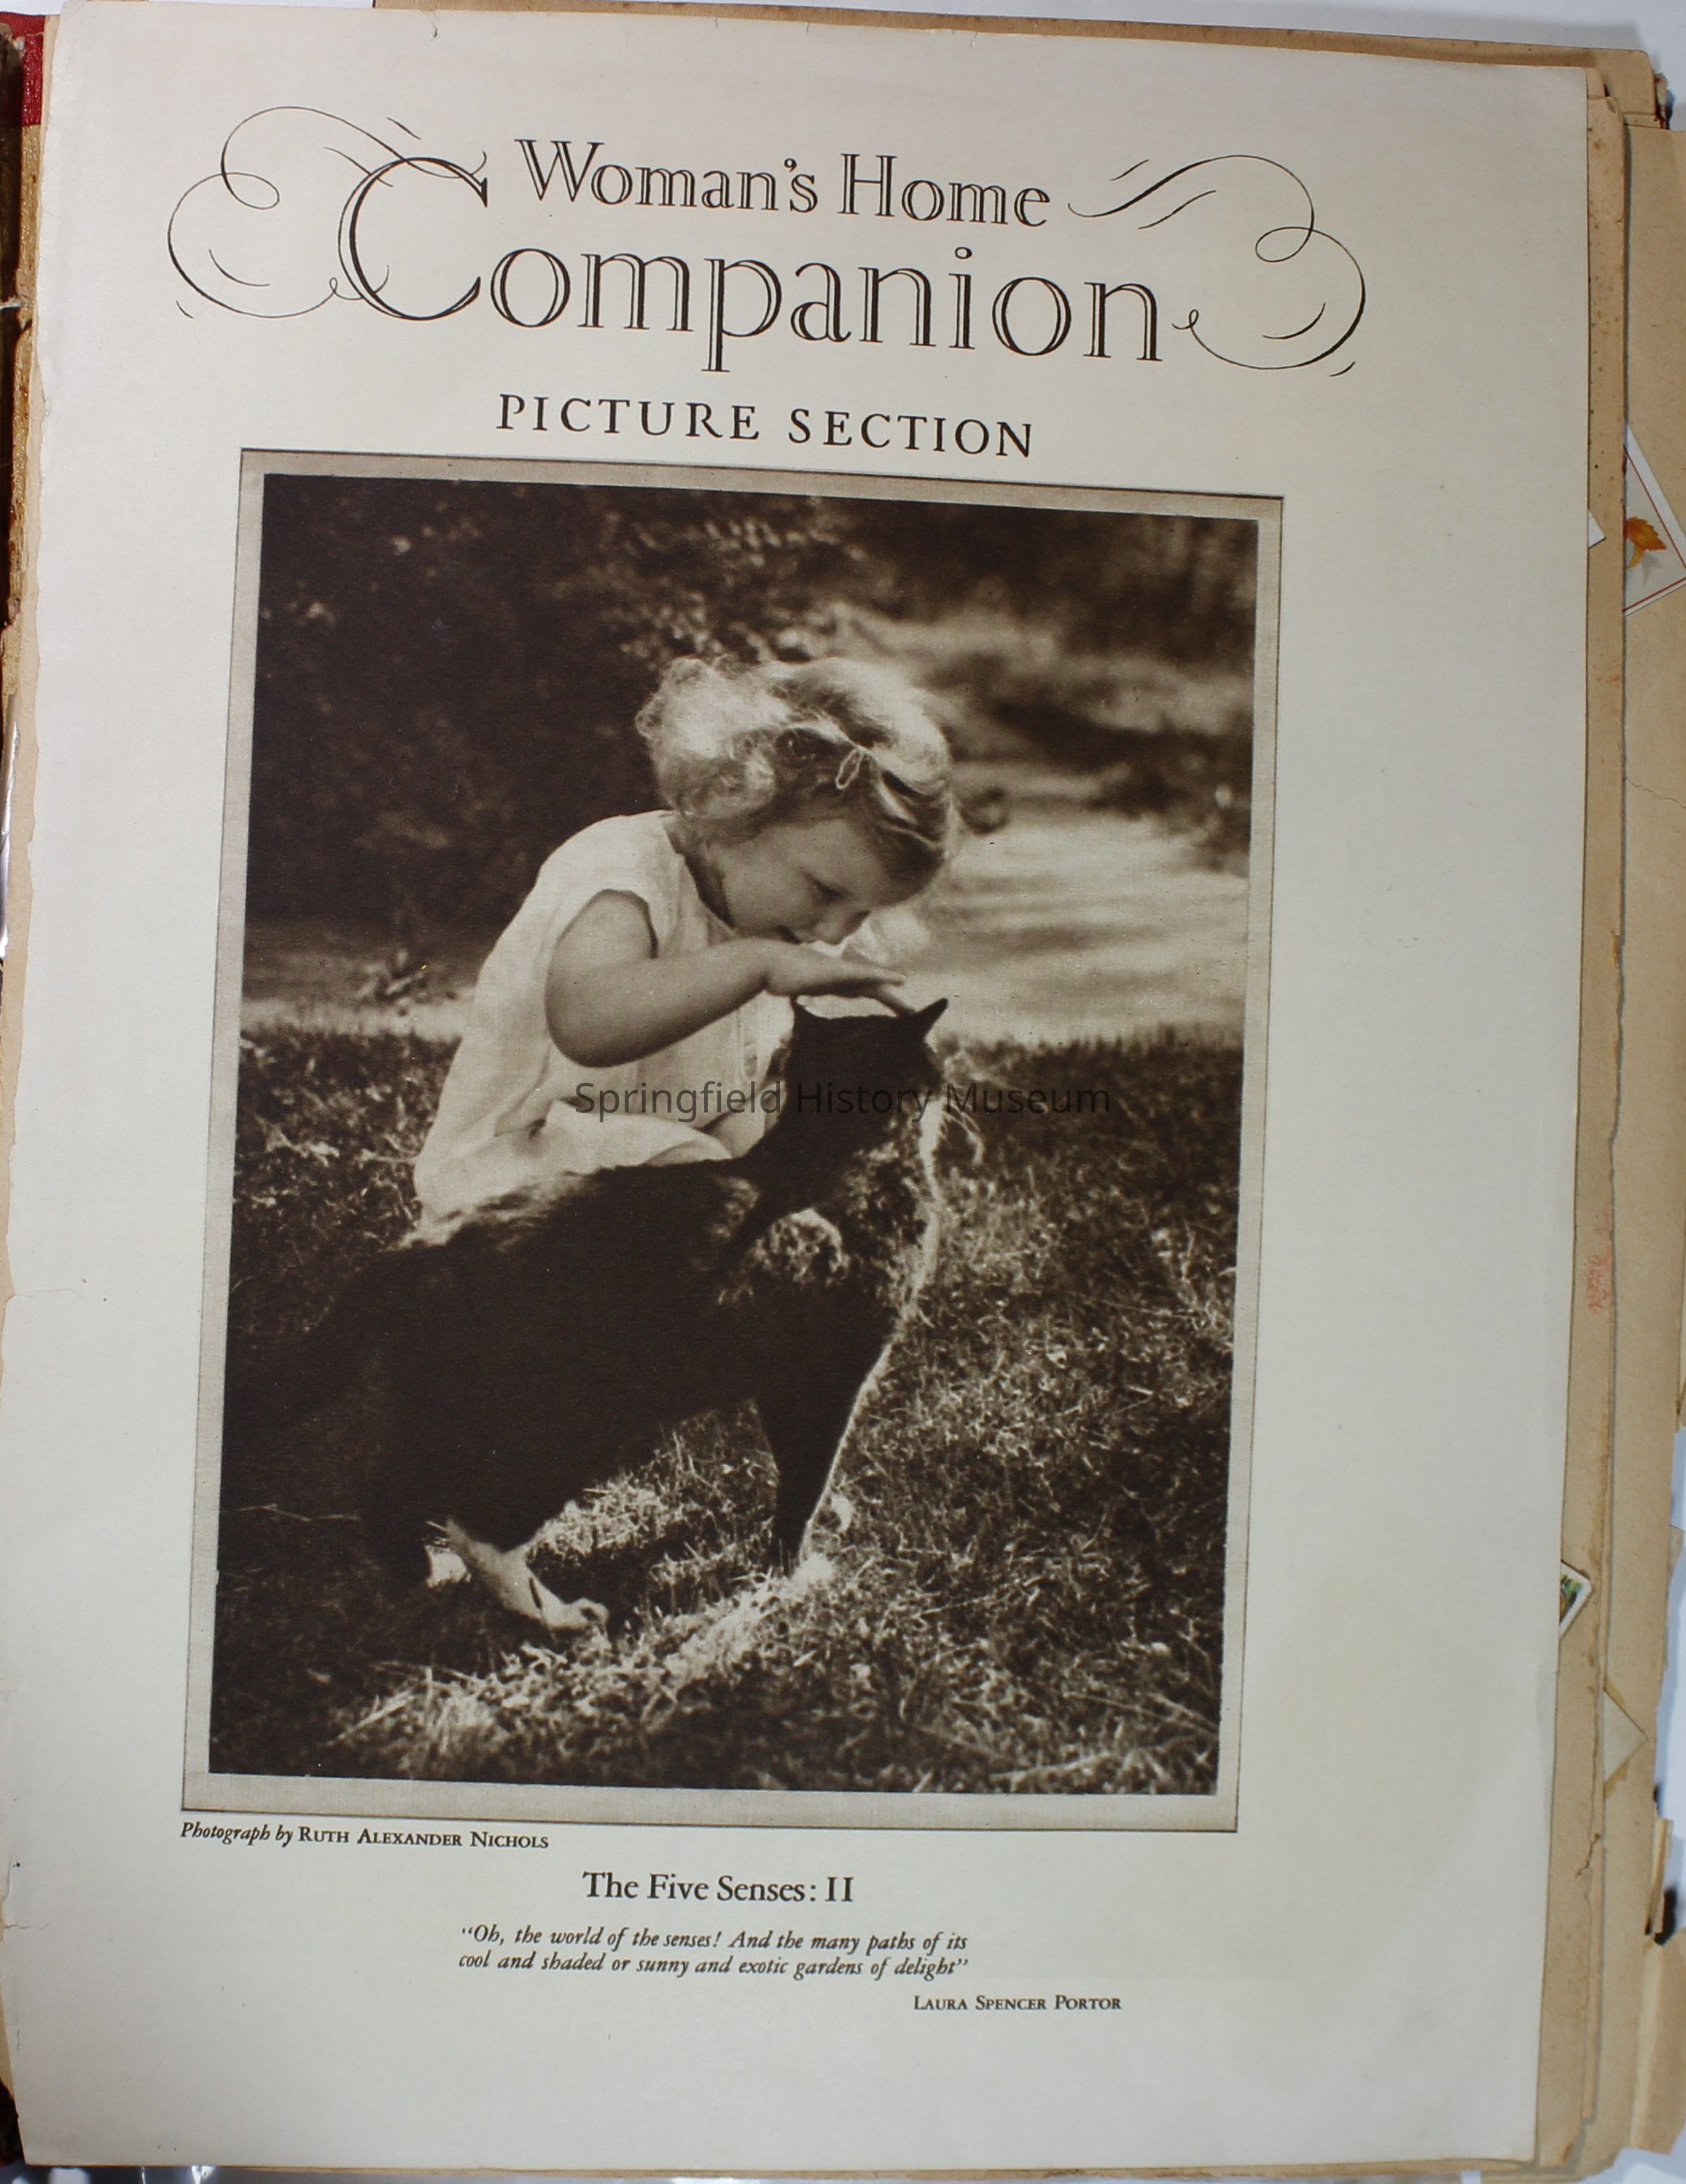 Woman's Home
Companion
PICTURE SECTION
Springfield History Museum
Photograph by RUTH ALEXANDER NICHOLS
The Five Senses: II
"Oh, the world of the senses! And the many paths of its
cool and shaded or sunny and exotic gardens of delight"
LAURA SPENCER PORTOR